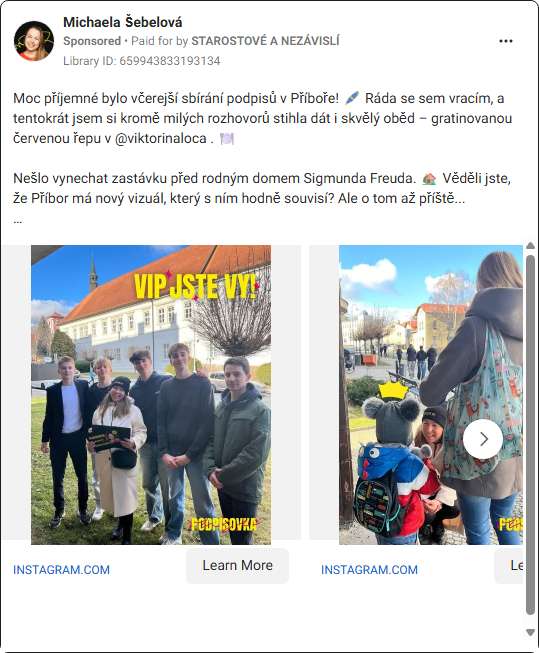 Michaela Šebelová
Sponsored • Paid for by STAROSTOVÉ A NEZÁVISLÍ
Library ID: 659943833193134
Moc příjemné bylo včerejší sbírání podpisů v Příboře! 🪶 Ráda se sem vracím, a
tentokrát jsem si kromě milých rozhovorů stihla dát i skvělý oběd – gratinovanou
červenou řepu v @viktorinaloca . 🍽️
Nešlo vynechat zastávku před rodným domem Sigmunda Freuda. 🏠 Věděli jste,
že Příbor má nový vizuál, který s ním hodně souvisí? Ale o tom až příště...
...
VIP JSTE VY!
PODPISOVKA
POD
INSTAGRAM.COM
Learn More
INSTAGRAM.COM
Le